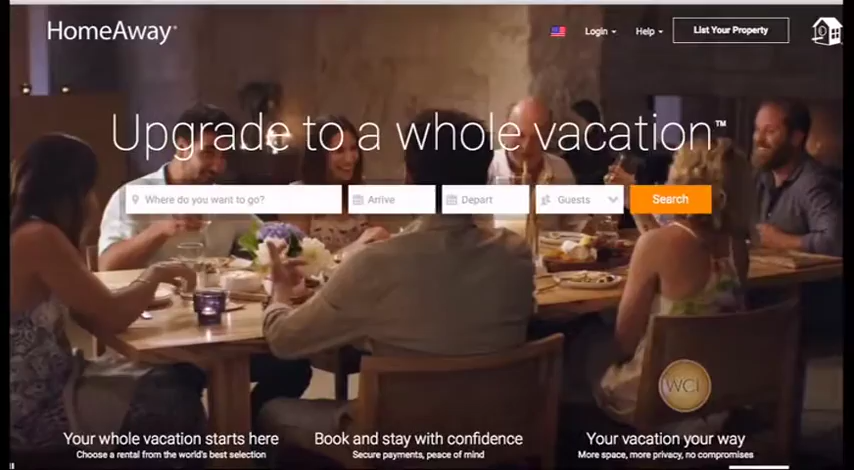 HomeAway®
Login
Help
List Your Property
Upgrade to a whole vacation™
Where do you want to go?
Arrive
Depart
Guests
Search
WCI
Your whole vacation starts here
Choose a rental from the world's best selection
Book and stay with confidence
Secure payments, peace of mind
Your vacation your way
More space, more privacy, no compromises